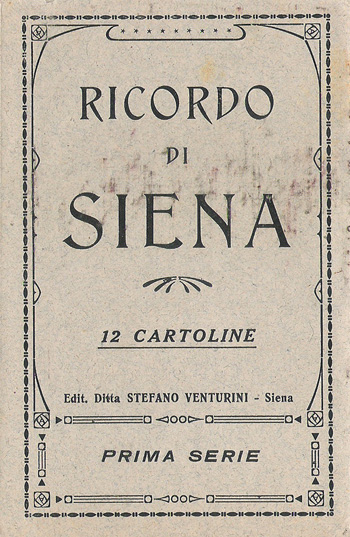 RICORDO
DI
SIENA
12 CARTOLINE
Edit. Ditta STEFANO VENTURINI - Siena
PRIMA SERIE